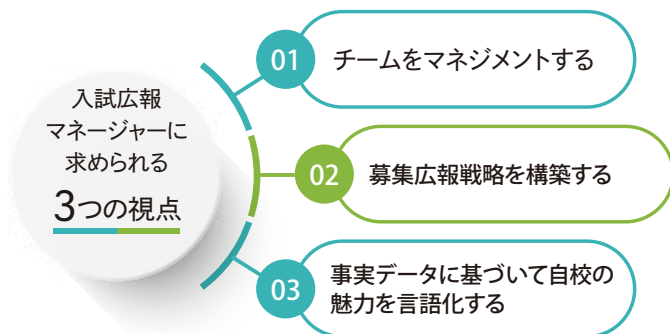 入試広報
マネージャーに
求められる
3つの視点
01
チームをマネジメントする
02
募集広報戦略を構築する
03
事実データに基づいて自校の
魅力を言語化する